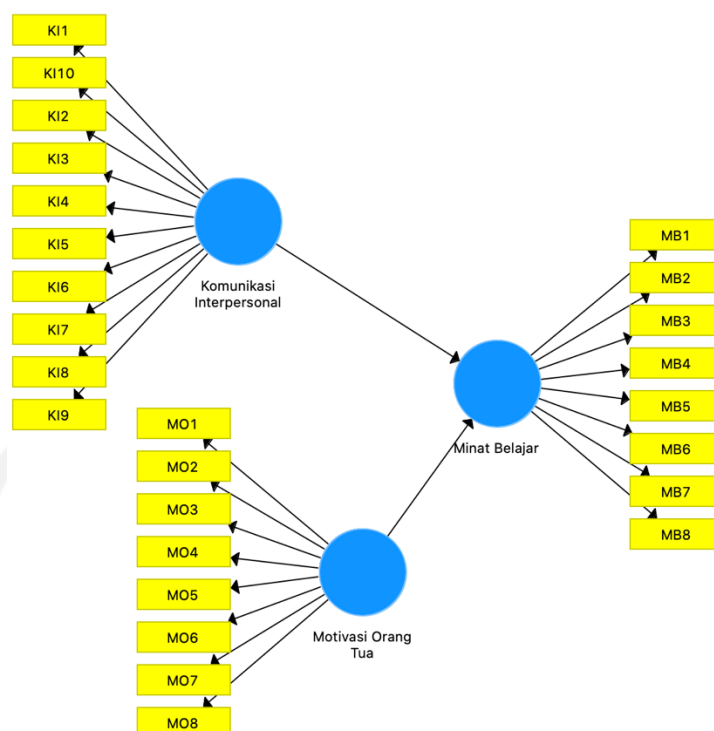 KI1
KI10
KI2
KI3
KI4
KI5
KI6
KI7
KI8
KI9
Komunikasi
Interpersonal
MO1
MO2
MO3
MO4
MO5
MO6
MO7
MO8
Motivasi Orang
Tua
Minat Belajar
MB1
MB2
MB3
MB4
MB5
MB6
MB7
MB8